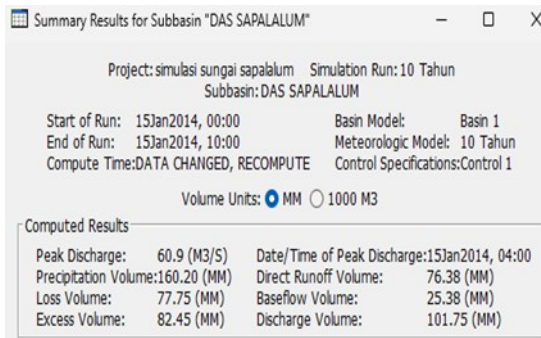 Summary Results for Subbasin "DAS SAPALALUM"
Project: simulasi sungai sapalalum Simulation Run: 10 Tahun
Subbasin: DAS SAPALALUM
Start of Run: 15Jan2014, 00:00 Basin Model: Basin 1
End of Run: 15Jan2014, 10:00 Meteorologic Model: 10 Tahun
Compute Time:DATA CHANGED, RECOMPUTE Control Specifications:Control 1
Volume Units: MM 1000 M3
Computed Results
Peak Discharge: 60.9 (M3/S) Date/Time of Peak Discharge:15Jan2014, 04:00
Precipitation Volume:160.20 (MM) Direct Runoff Volume: 76.38 (MM)
Loss Volume: 77.75 (MM) Baseflow Volume: 25.38 (MM)
Excess Volume: 82.45 (MM) Discharge Volume: 101.75 (MM)